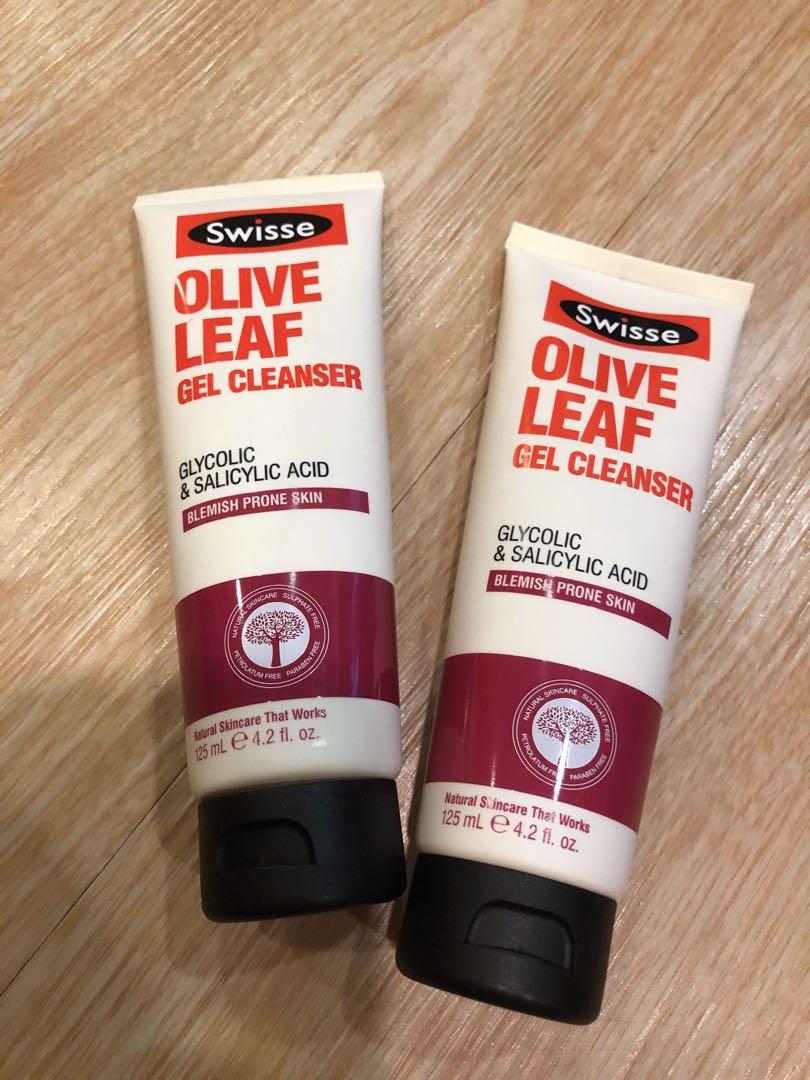 Swisse
OLIVE
LEAF
GEL CLEANSER
GLYCOLIC
& SALICYLIC ACID
BLEMISH PRONE SKIN
NATURAL SKINCARE SULPHATE FREE
PETROLATUM FREE PARABEN FREE
Natural Skincare That Works
125 mL ℮ 4.2 fl. oz.
Swisse
OLIVE
LEAF
GEL CLEANSER
GLYCOLIC
& SALICYLIC ACID
BLEMISH PRONE SKIN
NATURAL SKINCARE SULPHATE FREE
PETROLATUM FREE PARABEN FREE
Natural Skincare That Works
125 mL ℮ 4.2 fl. oz.